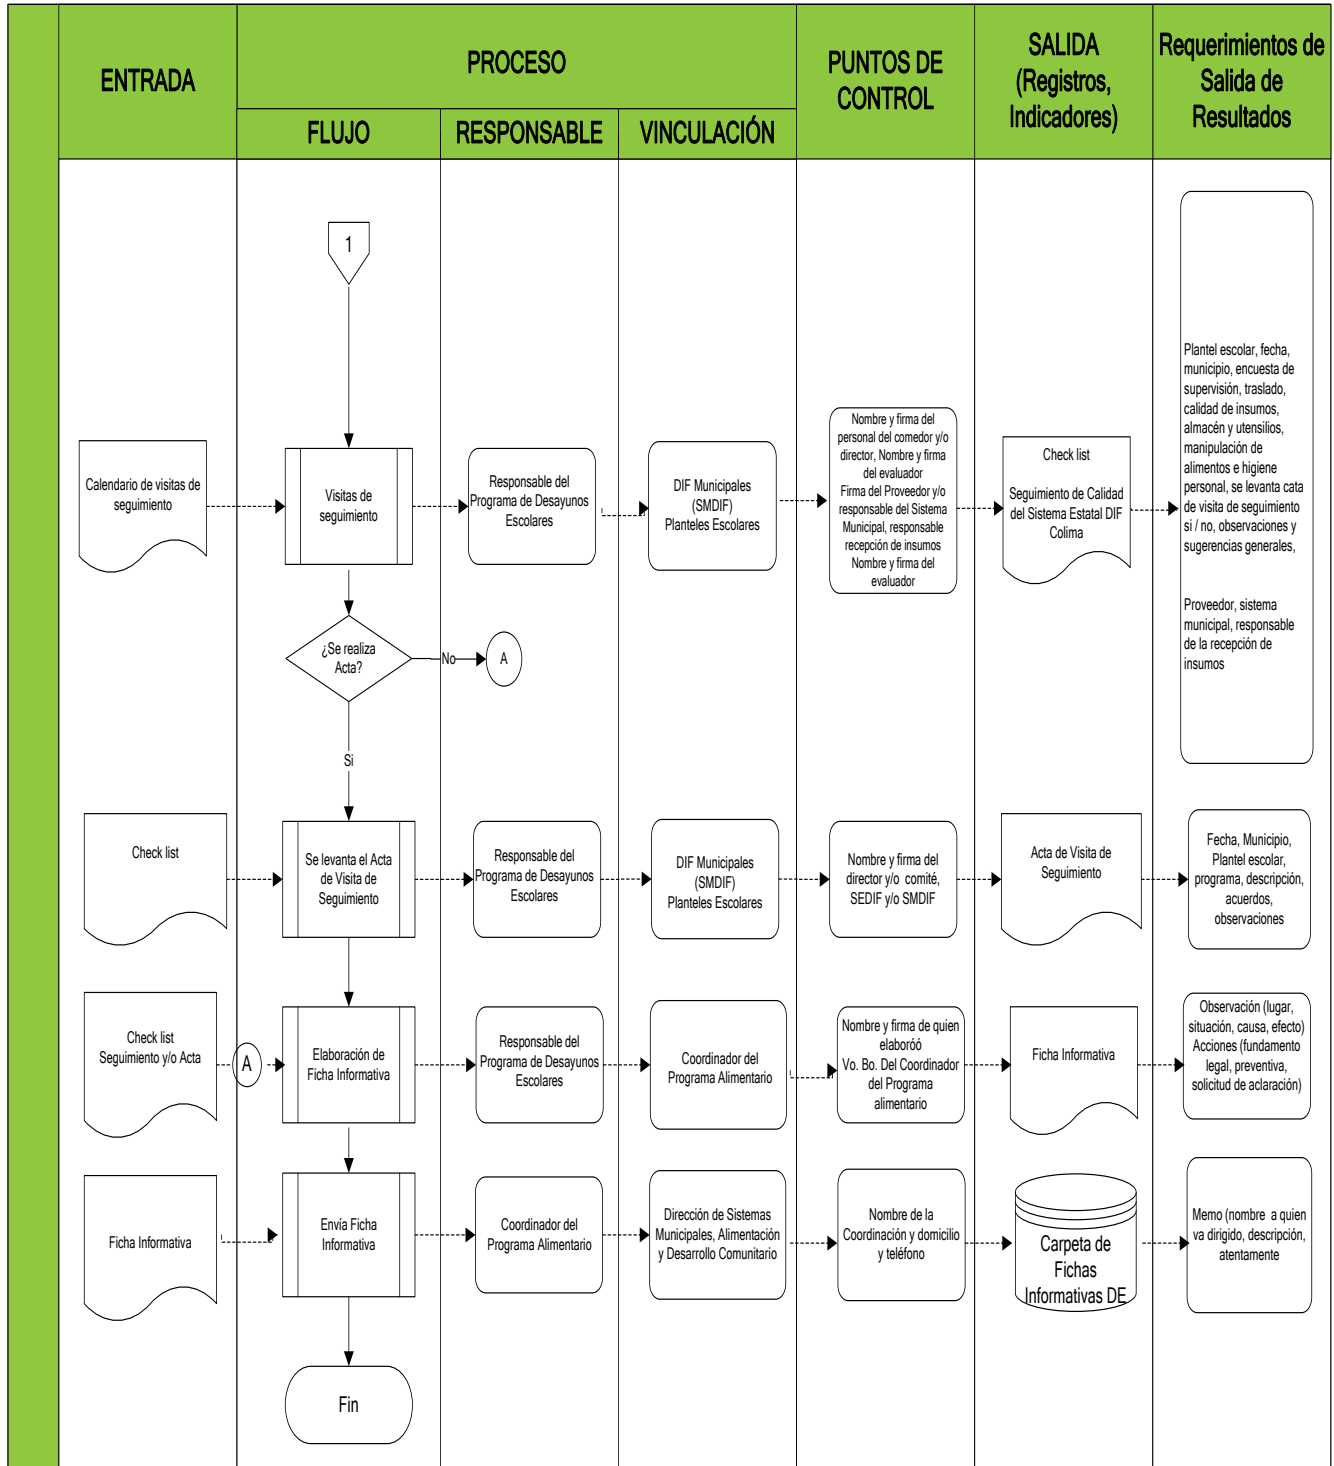 ENTRADA
PROCESO
FLUJO
RESPONSABLE
VINCULACIÓN
PUNTOS DE
CONTROL
SALIDA
(Registros,
Indicadores)
Requerimientos de
Salida de
Resultados
1
Calendario de visitas de
seguimiento
Visitas de
seguimiento
Responsable del
Programa de Desayunos
Escolares
DIF Municipales
(SMDIF)
Planteles Escolares
Nombre y firma del
personal del comedor y/o
director, Nombre y firma
del evaluador
Firma del Proveedor y/o
responsable del Sistema
Municipal, responsable
recepción de insumos
Nombre y firma del
evaluador
Check list
Seguimiento de Calidad
del Sistema Estatal DIF
Colima
Plantel escolar, fecha,
municipio, encuesta de
supervisión, traslado,
calidad de insumos,
almacén y utensilios,
manipulación de
alimentos e higiene
personal, se levanta cata
de visita de seguimiento
si / no, observaciones y
sugerencias generales,
Proveedor, sistema
municipal, responsable
de la recepción de
insumos
¿Se realiza
Acta?
No
A
Si
Check list
Se levanta el Acta
de Visita de
Seguimiento
Responsable del
Programa de Desayunos
Escolares
DIF Municipales
(SMDIF)
Planteles Escolares
Nombre y firma del
director y/o  comité,
SEDIF y/o SMDIF
Acta de Visita de
Seguimiento
Fecha, Municipio,
Plantel escolar,
programa, descripción,
acuerdos,
observaciones
Check list
Seguimiento y/o Acta
A
Elaboración de
Ficha Informativa
Responsable del
Programa de Desayunos
Escolares
Coordinador del
Programa Alimentario
Nombre y firma de quien
elaboróó
Vo. Bo. Del Coordinador
del Programa
alimentario
Ficha Informativa
Observación (lugar,
situación, causa, efecto)
Acciones (fundamento
legal, preventiva,
solicitud de aclaración)
Ficha Informativa
Envía Ficha
Informativa
Coordinador del
Programa Alimentario
Dirección de Sistemas
Municipales, Alimentación
y Desarrollo Comunitario
Nombre de la
Coordinación y domicilio
y teléfono
Carpeta de
Fichas
Informativas DE
Memo (nombre  a quien
va dirigido, descripción,
atentamente
Fin